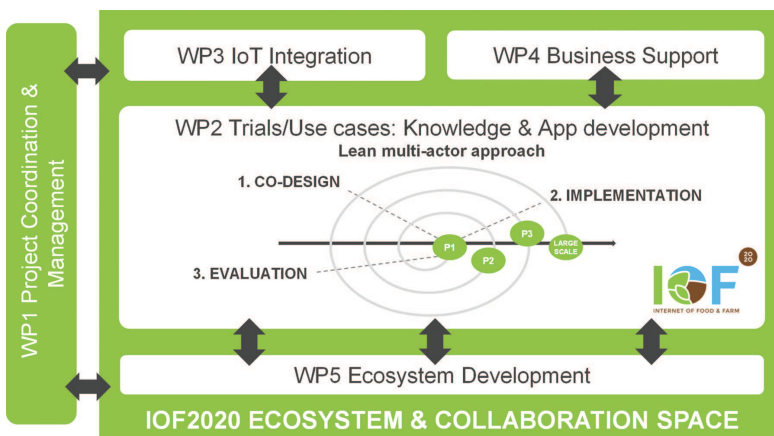 WP1 Project Coordination &
Management
WP3 IoT Integration
WP4 Business Support
WP2 Trials/Use cases: Knowledge & App development
Lean multi-actor approach
1. CO-DESIGN
2. IMPLEMENTATION
P1
P2
P3
LARGE
SCALE
3. EVALUATION
20
20
IOF
INTERNET OF FOOD & FARM
WP5 Ecosystem Development
IOF2020 ECOSYSTEM & COLLABORATION SPACE